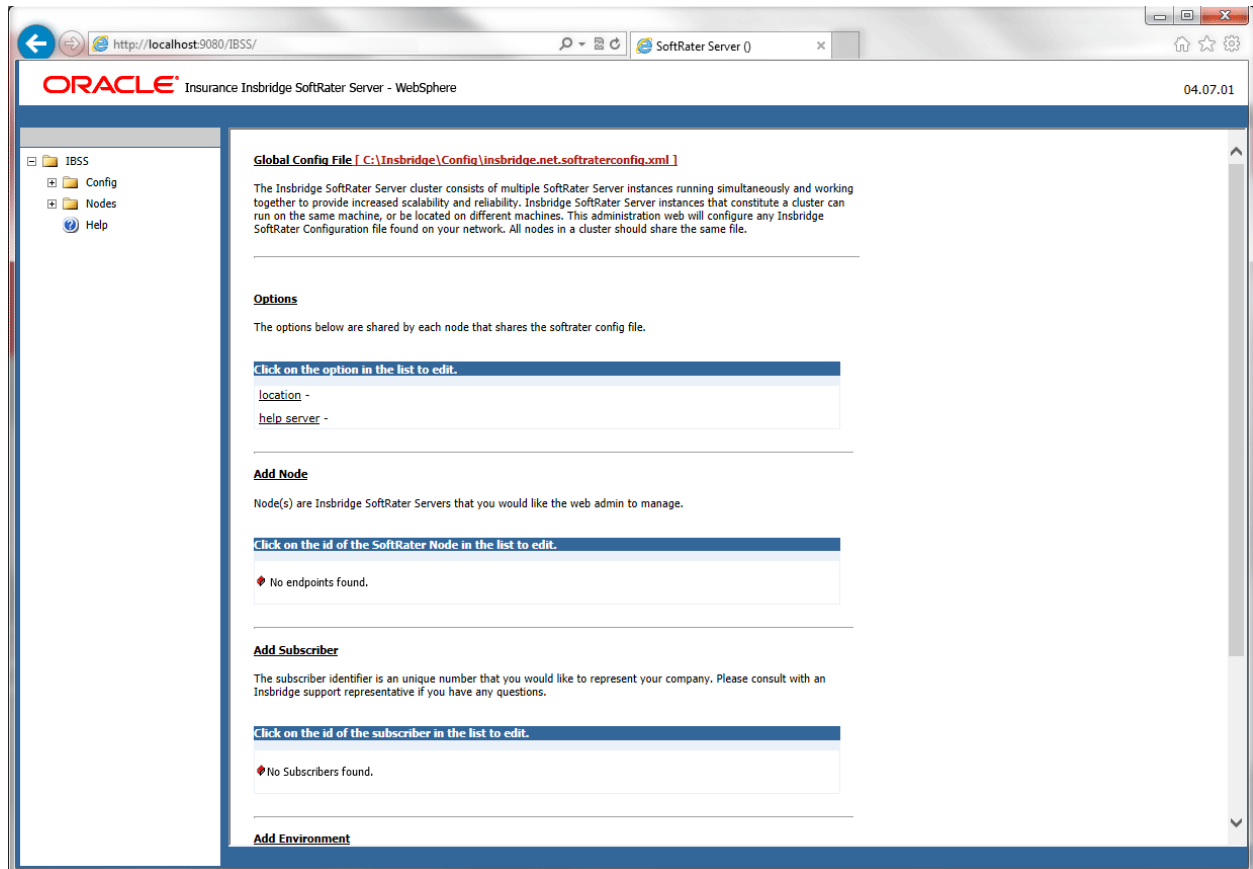 http://localhost:9080/IBSS/
SoftRater Server ()
ORACLE® Insurance Insbridge SoftRater Server - WebSphere
04.07.01
IBSS
Config
Nodes
Help
Global Config File [ C:\Insbridge\Config\insbridge.net.softraterconfig.xml ]
The Insbridge SoftRater Server cluster consists of multiple SoftRater Server instances running simultaneously and working
together to provide increased scalability and reliability. Insbridge SoftRater Server instances that constitute a cluster can
run on the same machine, or be located on different machines. This administration web will configure any Insbridge
SoftRater Configuration file found on your network. All nodes in a cluster should share the same file.
Options
The options below are shared by each node that shares the softrater config file.
Click on the option in the list to edit.
location -
help server -
Add Node
Node(s) are Insbridge SoftRater Servers that you would like the web admin to manage.
Click on the id of the SoftRater Node in the list to edit.
No endpoints found.
Add Subscriber
The subscriber identifier is an unique number that you would like to represent your company. Please consult with an
Insbridge support representative if you have any questions.
Click on the id of the subscriber in the list to edit.
No Subscribers found.
Add Environment